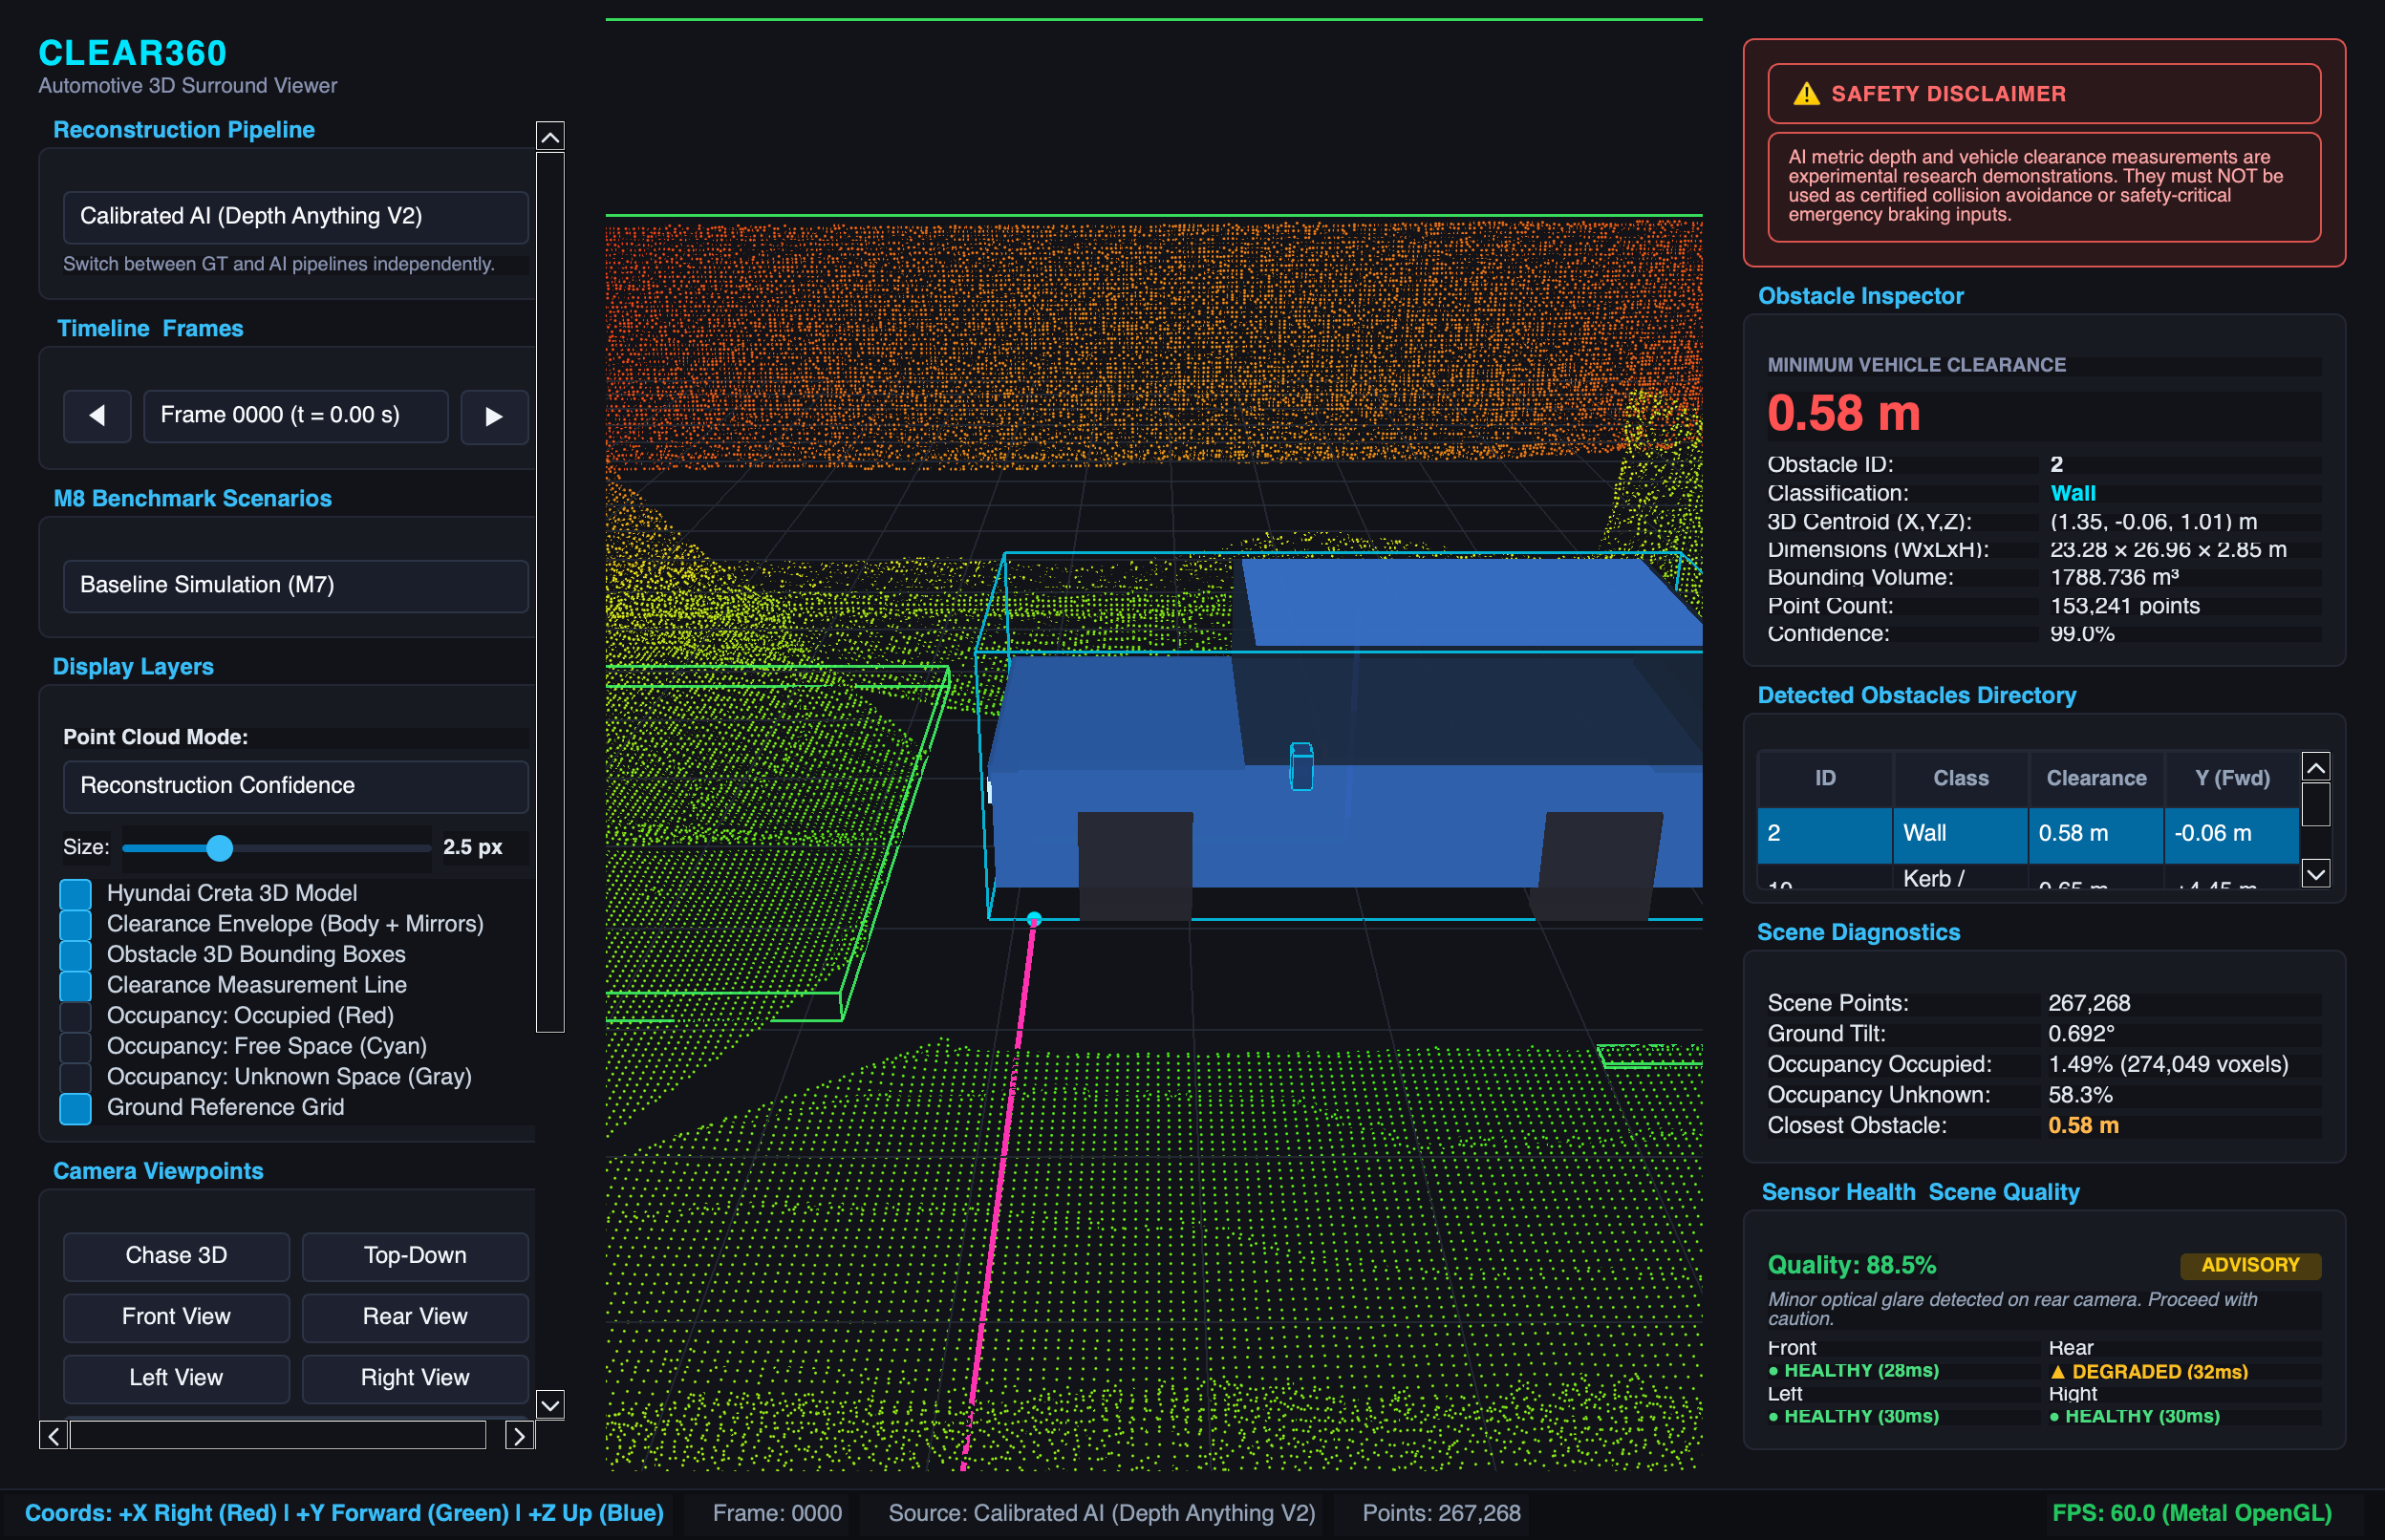 CLEAR360
Automotive 3D Surround Viewer
Reconstruction Pipeline
Calibrated AI (Depth Anything V2)
Switch between GT and AI pipelines independently.
Timeline  Frames
Frame 0000 (t = 0.00 s)
M8 Benchmark Scenarios
Baseline Simulation (M7)
Display Layers
Point Cloud Mode:
Reconstruction Confidence
Size: 2.5 px
Hyundai Creta 3D Model
Clearance Envelope (Body + Mirrors)
Obstacle 3D Bounding Boxes
Clearance Measurement Line
Occupancy: Occupied (Red)
Occupancy: Free Space (Cyan)
Occupancy: Unknown Space (Gray)
Ground Reference Grid
Camera Viewpoints
Chase 3D Top-Down
Front View Rear View
Left View Right View
⚠️ SAFETY DISCLAIMER
AI metric depth and vehicle clearance measurements are
experimental research demonstrations. They must NOT be
used as certified collision avoidance or safety-critical
emergency braking inputs.
Obstacle Inspector
MINIMUM VEHICLE CLEARANCE
0.58 m
Obstacle ID: 2
Classification: Wall
3D Centroid (X,Y,Z): (1.35, -0.06, 1.01) m
Dimensions (WxLxH): 23.28 × 26.96 × 2.85 m
Bounding Volume: 1788.736 m³
Point Count: 153,241 points
Confidence: 99.0%
Detected Obstacles Directory
ID Class Clearance Y (Fwd)
2 Wall 0.58 m -0.06 m
10 Kerb / 0.65 m +4.45 m
Scene Diagnostics
Scene Points: 267,268
Ground Tilt: 0.692°
Occupancy Occupied: 1.49% (274,049 voxels)
Occupancy Unknown: 58.3%
Closest Obstacle: 0.58 m
Sensor Health  Scene Quality
Quality: 88.5% ADVISORY
Minor optical glare detected on rear camera. Proceed with
caution.
Front Rear
● HEALTHY (28ms) ▲ DEGRADED (32ms)
Left Right
● HEALTHY (30ms) ● HEALTHY (30ms)
Coords: +X Right (Red) | +Y Forward (Green) | +Z Up (Blue) Frame: 0000 Source: Calibrated AI (Depth Anything V2) Points: 267,268 FPS: 60.0 (Metal OpenGL)